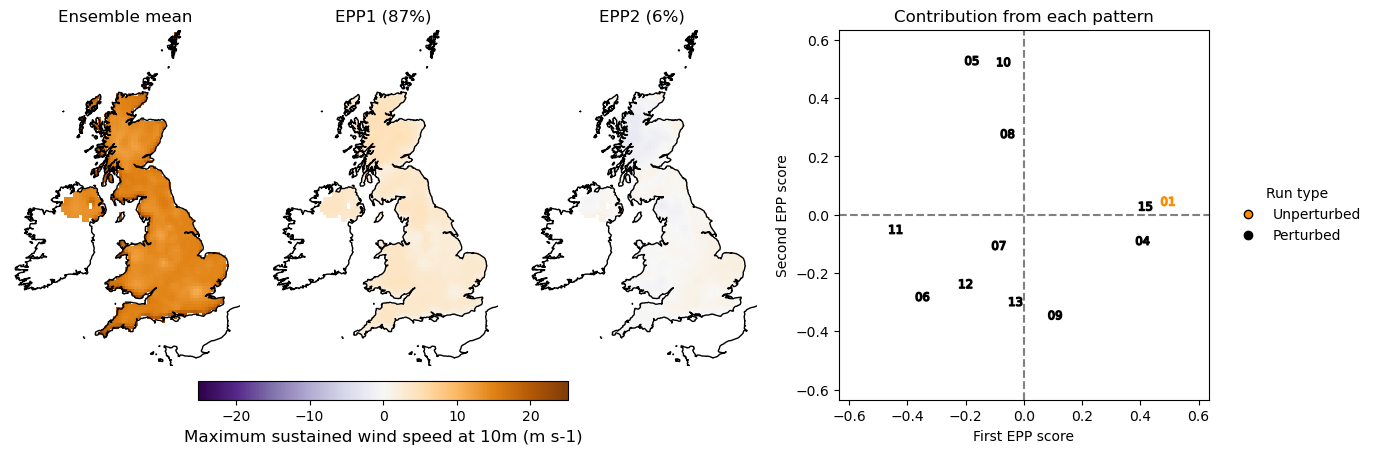 Ensemble mean
EPP1 (87%)
EPP2 (6%)
−20 −10 0 10 20
Maximum sustained wind speed at 10m (m s-1)
Contribution from each pattern
Second EPP score
0.6
0.4
0.2
0.0
−0.2
−0.4
−0.6
05 10
08
15 01
11
07
04
12
06
13
09
−0.6 −0.4 −0.2 0.0 0.2 0.4 0.6
First EPP score
Run type
Unperturbed
Perturbed